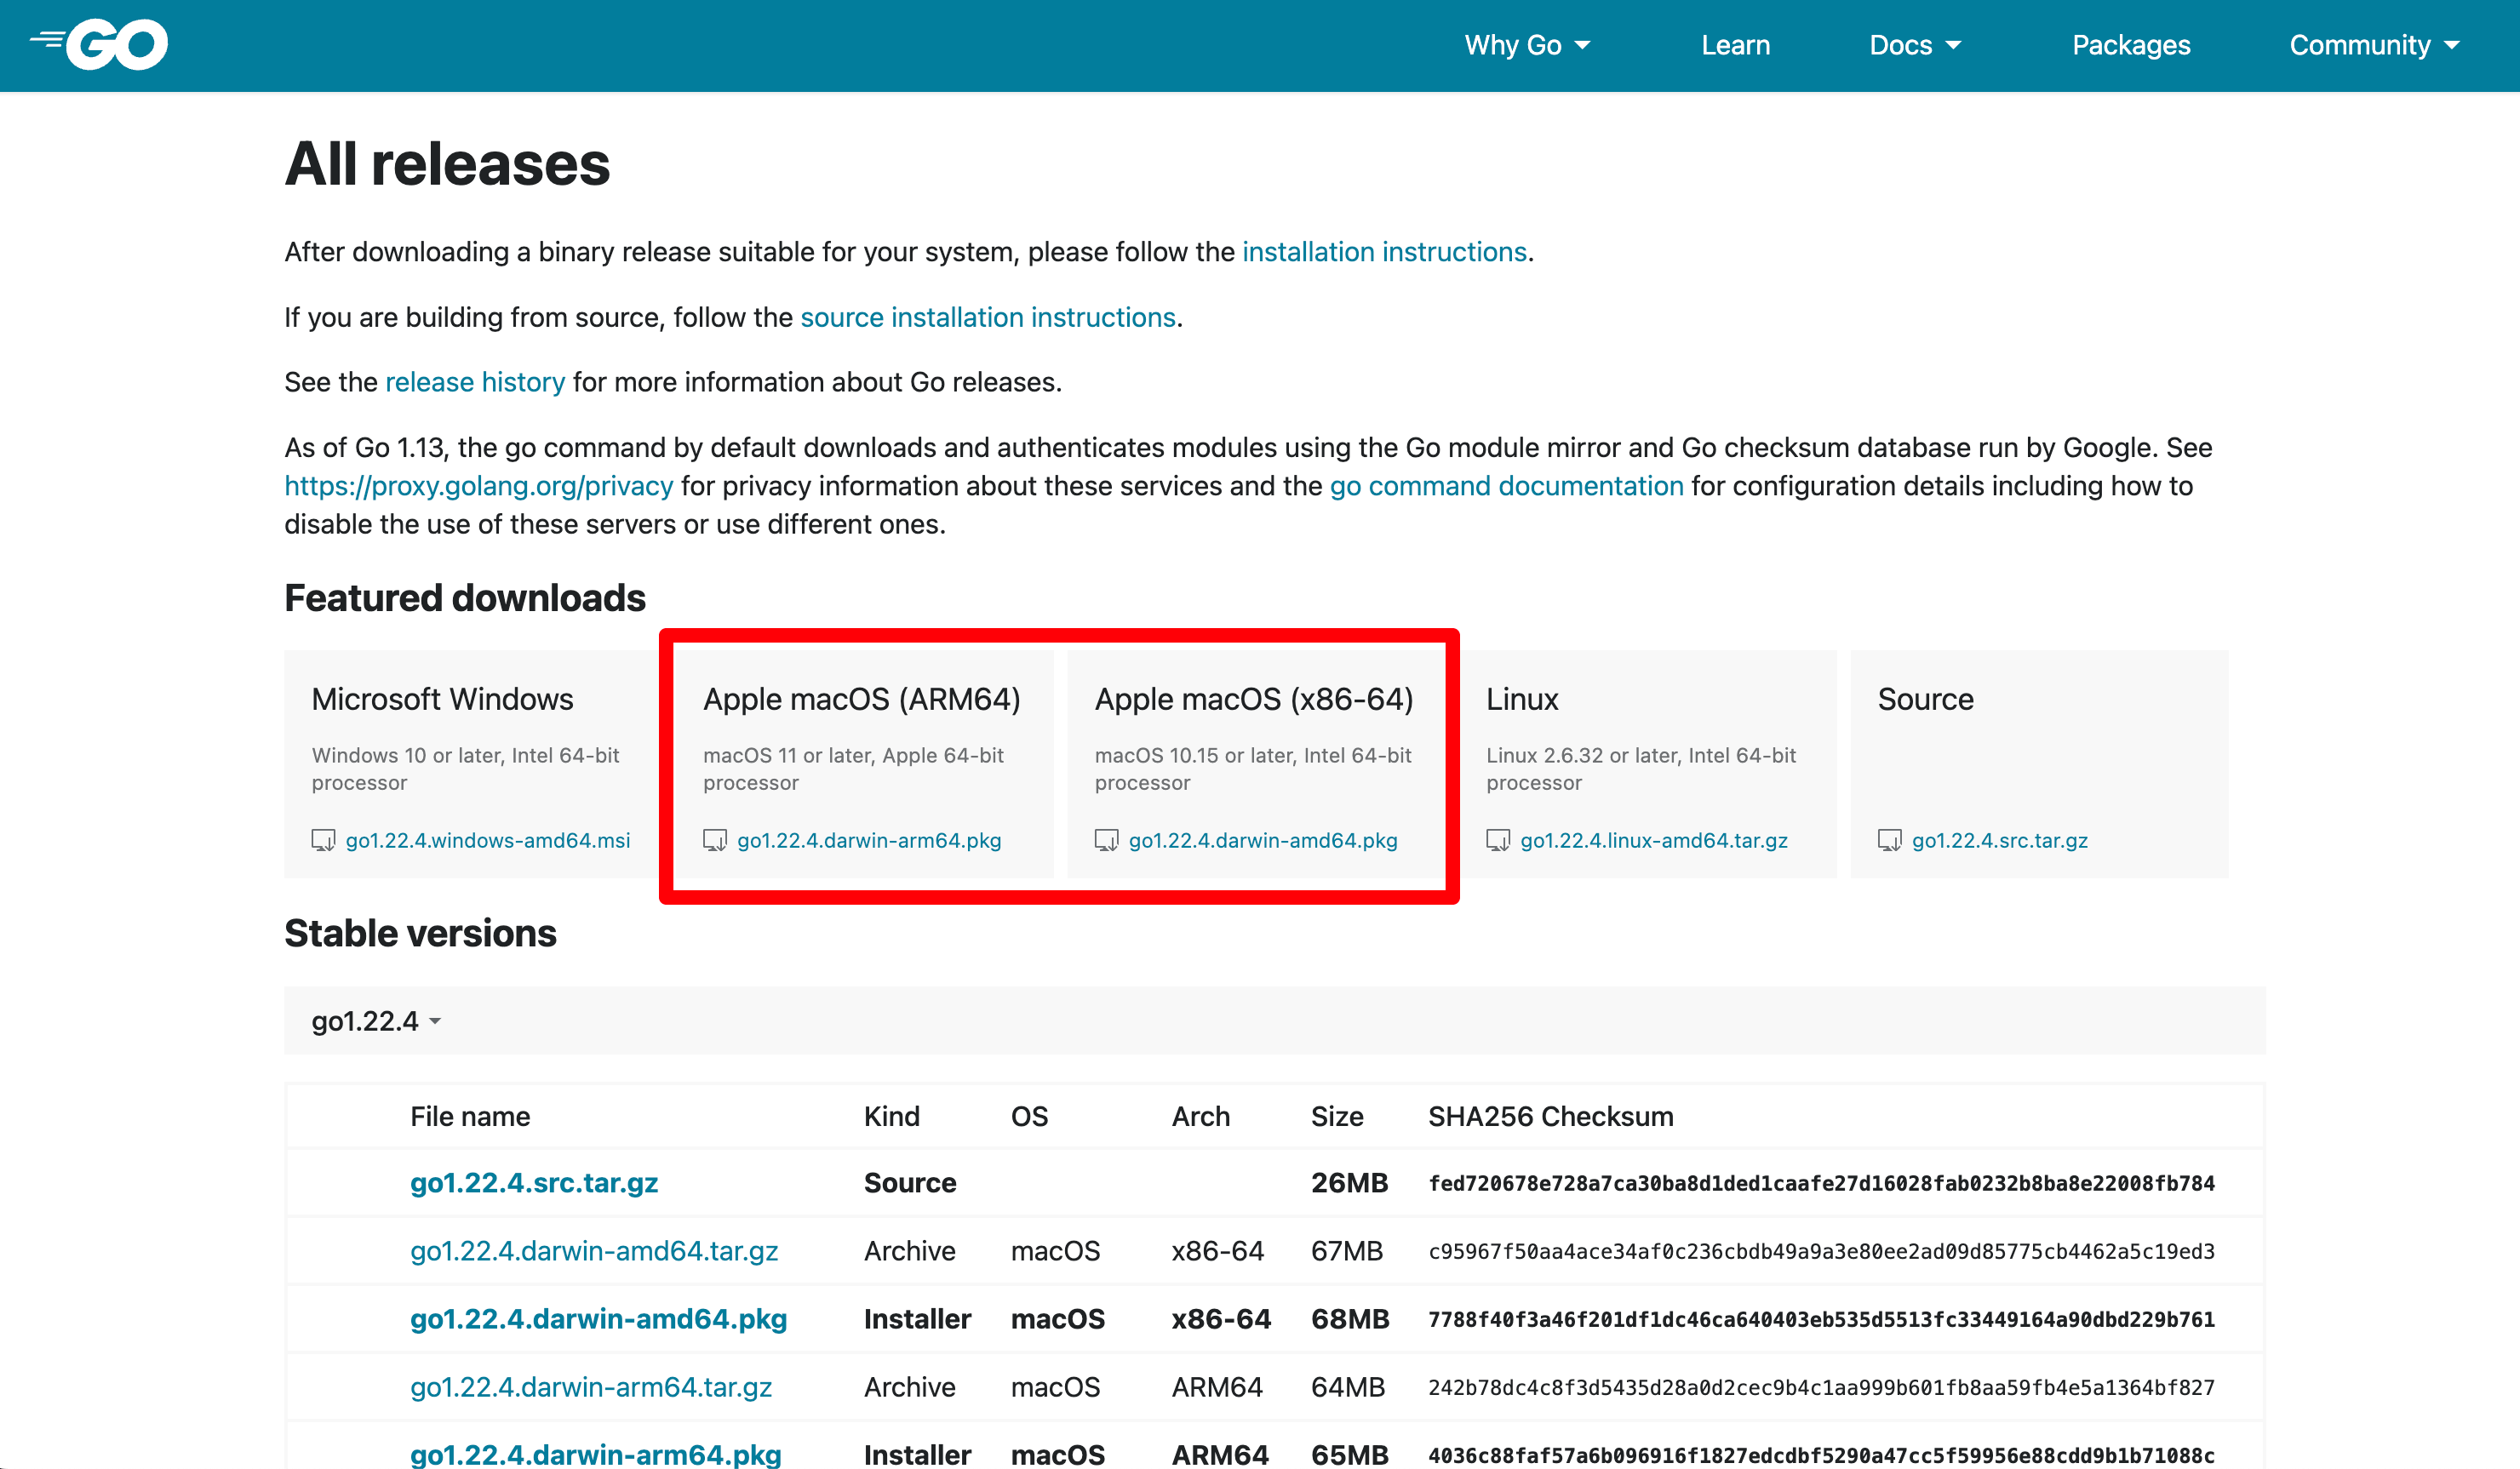 GO
Why Go
Learn
Docs
Packages
Community
All releases
After downloading a binary release suitable for your system, please follow the installation instructions.
If you are building from source, follow the source installation instructions.
See the release history for more information about Go releases.
As of Go 1.13, the go command by default downloads and authenticates modules using the Go module mirror and Go checksum database run by Google. See
https://proxy.golang.org/privacy for privacy information about these services and the go command documentation for configuration details including how to
disable the use of these servers or use different ones.
Featured downloads
Microsoft Windows
Windows 10 or later, Intel 64-bit
processor
go1.22.4.windows-amd64.msi
Apple macOS (ARM64)
macOS 11 or later, Apple 64-bit
processor
go1.22.4.darwin-arm64.pkg
Apple macOS (x86-64)
macOS 10.15 or later, Intel 64-bit
processor
go1.22.4.darwin-amd64.pkg
Linux
Linux 2.6.32 or later, Intel 64-bit
processor
go1.22.4.linux-amd64.tar.gz
Source
go1.22.4.src.tar.gz
Stable versions
go1.22.4
File name Kind OS Arch Size SHA256 Checksum
go1.22.4.src.tar.gz Source 26MB fed720678e728a7ca30ba8d1ded1caafe27d16028fab0232b8ba8e22008fb784
go1.22.4.darwin-amd64.tar.gz Archive macOS x86-64 67MB c95967f50aa4ace34af0c236cbdb49a9a3e80ee2ad09d85775cb4462a5c19ed3
go1.22.4.darwin-amd64.pkg Installer macOS x86-64 68MB 7788f40f3a46f201df1dc46ca640403eb535d5513fc33449164a90dbd229b761
go1.22.4.darwin-arm64.tar.gz Archive macOS ARM64 64MB 242b78dc4c8f3d5435d28a0d2cec9b4c1aa999b601fb8aa59fb4e5a1364bf827
go1.22.4.darwin-arm64.pkg Installer macOS ARM64 65MB 4036c88faf57a6b096916f1827edcdbf5290a47cc5f59956e88cdd9b1b71088c